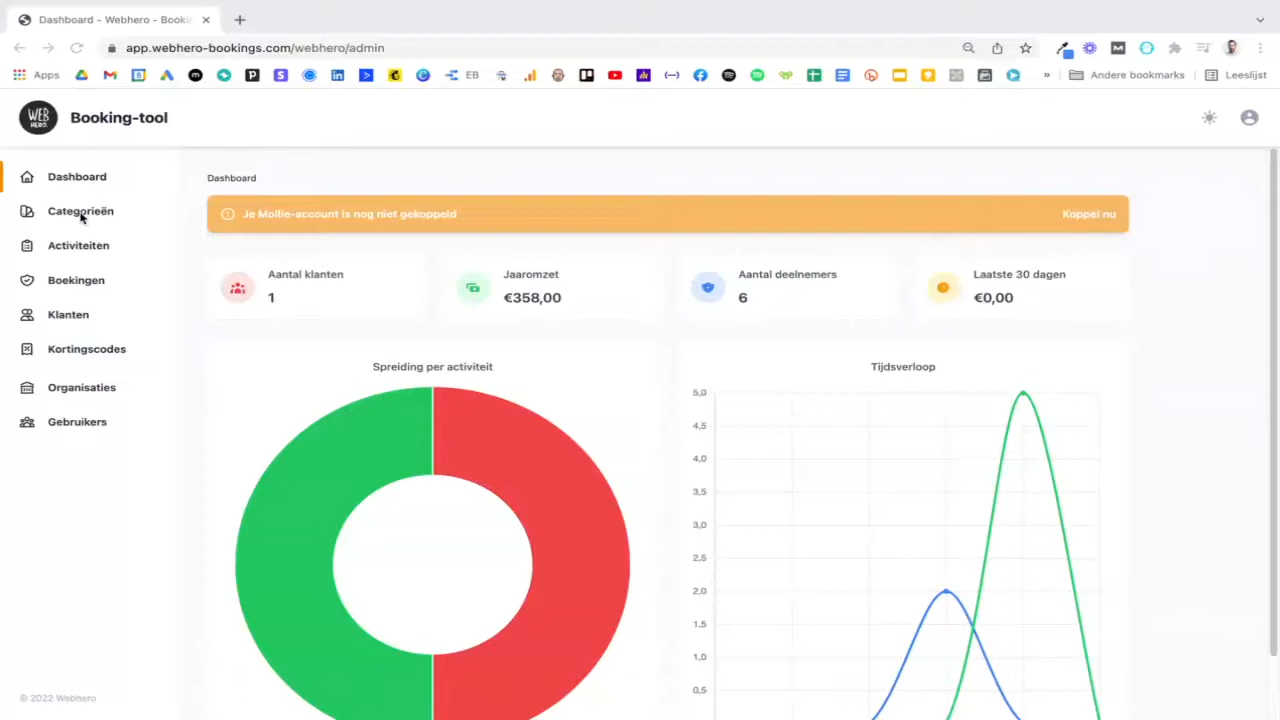 Dashboard – Webhero – Booki
app.webhero-bookings.com/webhero/admin
Apps
EB
»
Andere bookmarks
Leeslijst
WEB
HERO.
Booking-tool
Dashboard
Categorieën
Activiteiten
Boekingen
Klanten
Kortingscodes
Organisaties
Gebruikers
© 2022 Webhero
Dashboard
Je Mollie-account is nog niet gekoppeld
Koppel nu
Aantal klanten
1
Jaaromzet
€358,00
Aantal deelnemers
6
Laatste 30 dagen
€0,00
Spreiding per activiteit
Tijdsverloop
5,0
4,5
4,0
3,5
3,0
2,5
2,0
1,5
1,0
0,5